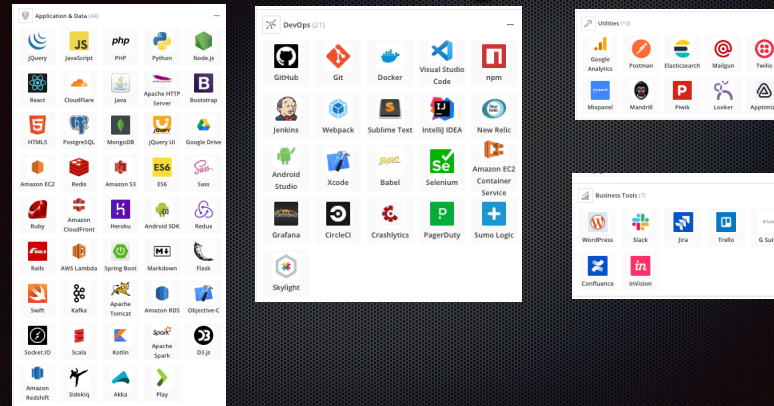 Application & Data (44)
jQuery JavaScript PHP Python Node.js
React CloudFlare Java Apache HTTP Server Bootstrap
HTML5 PostgreSQL MongoDB jQuery UI Google Drive
Amazon EC2 Redis Amazon S3 ES6 Sass
Ruby Amazon CloudFront Heroku Android SDK Redux
Rails AWS Lambda Spring Boot Markdown Flask
Swift Kafka Apache Tomcat Amazon RDS Objective-C
Socket.IO Scala Kotlin Apache Spark D3.js
Amazon Redshift Sidekiq Akka Play
DevOps (21)
GitHub Git Docker Visual Studio Code npm
Jenkins Webpack Sublime Text IntelliJ IDEA New Relic
Android Studio Xcode Babel Selenium Amazon EC2 Container Service
Grafana CircleCI Crashlytics PagerDuty Sumo Logic
Skylight
Utilities (10)
Google Analytics Postman Elasticsearch Mailgun Twilio
Mixpanel Mandrill Piwik Looker
Business Tools (7)
WordPress Slack Jira Trello
Confluence InVision